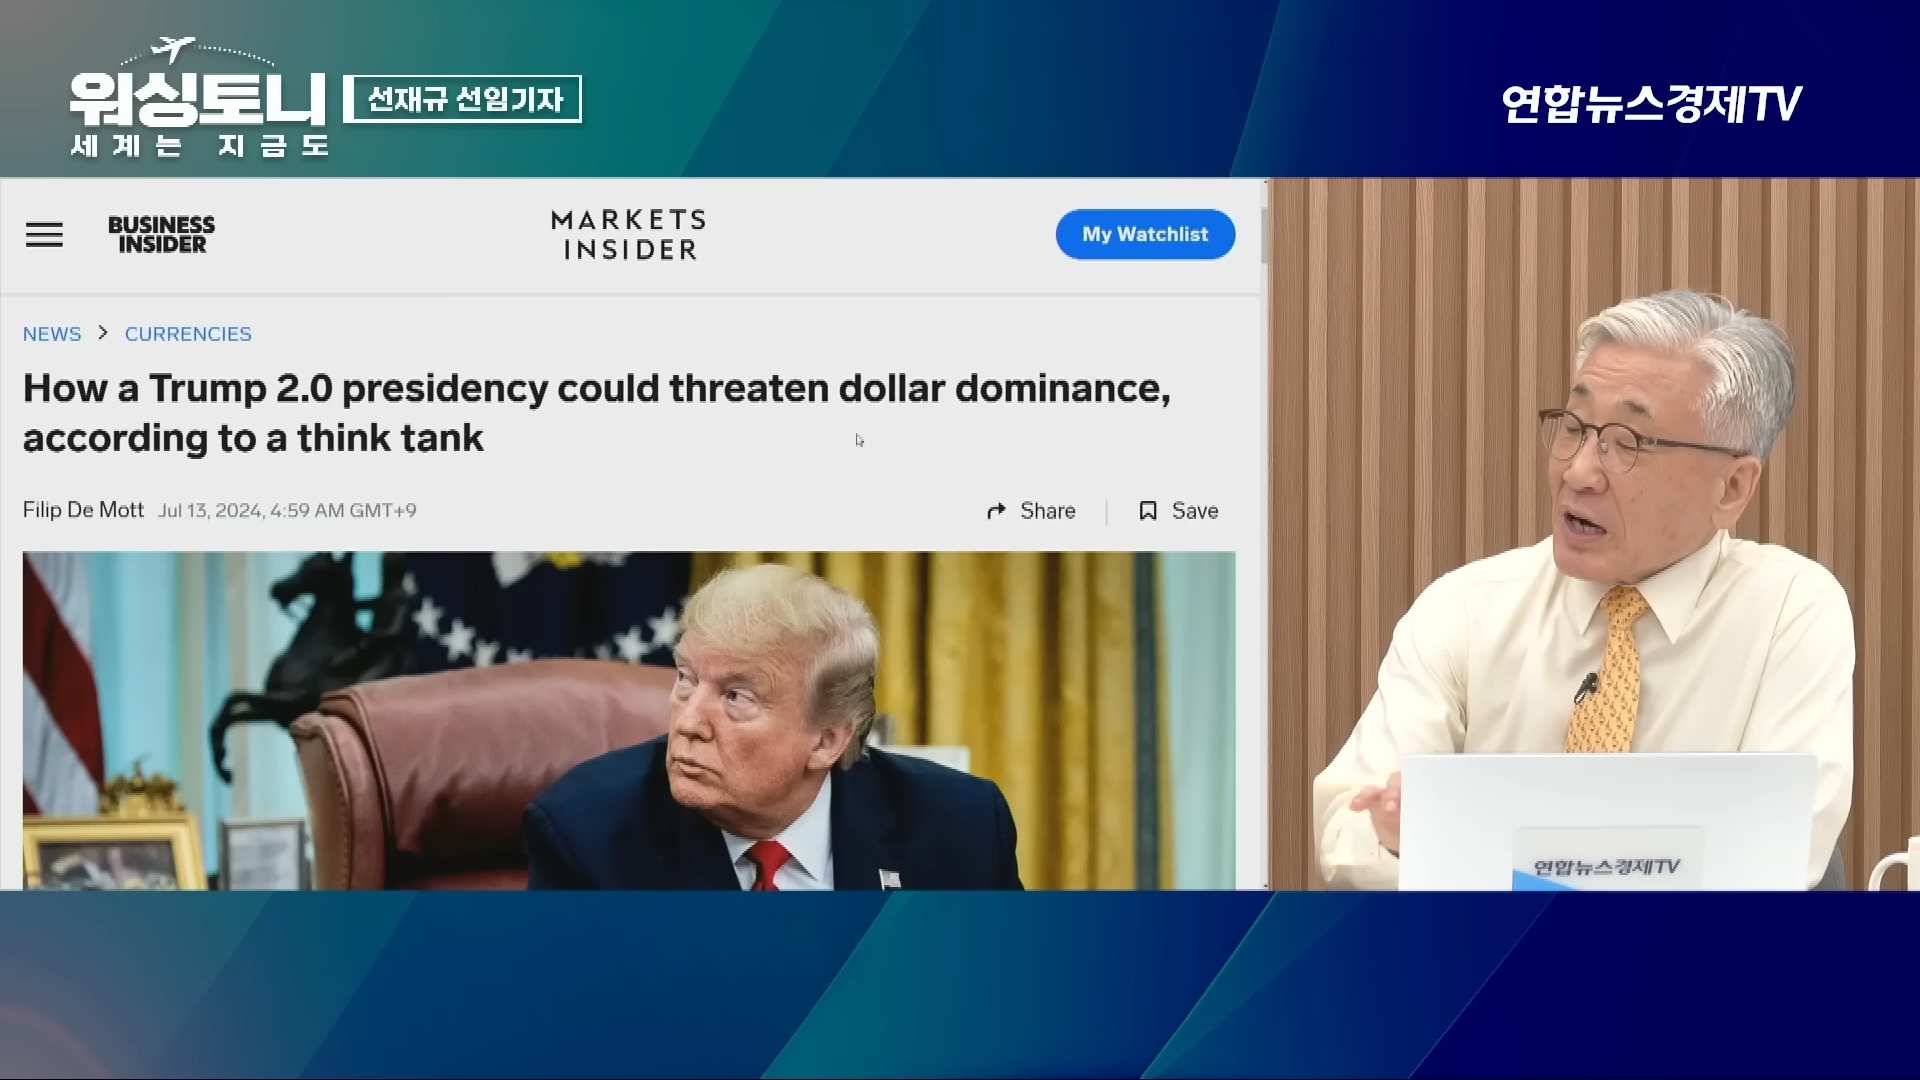 워싱토니
세계는 지금도
선재규 선임기자
연합뉴스경제TV
BUSINESS
INSIDER
MARKETS
INSIDER
My Watchlist
NEWS > CURRENCIES
How a Trump 2.0 presidency could threaten dollar dominance,
according to a think tank
Filip De Mott Jul 13, 2024, 4:59 AM GMT+9
Share
Save
연합뉴스경제TV